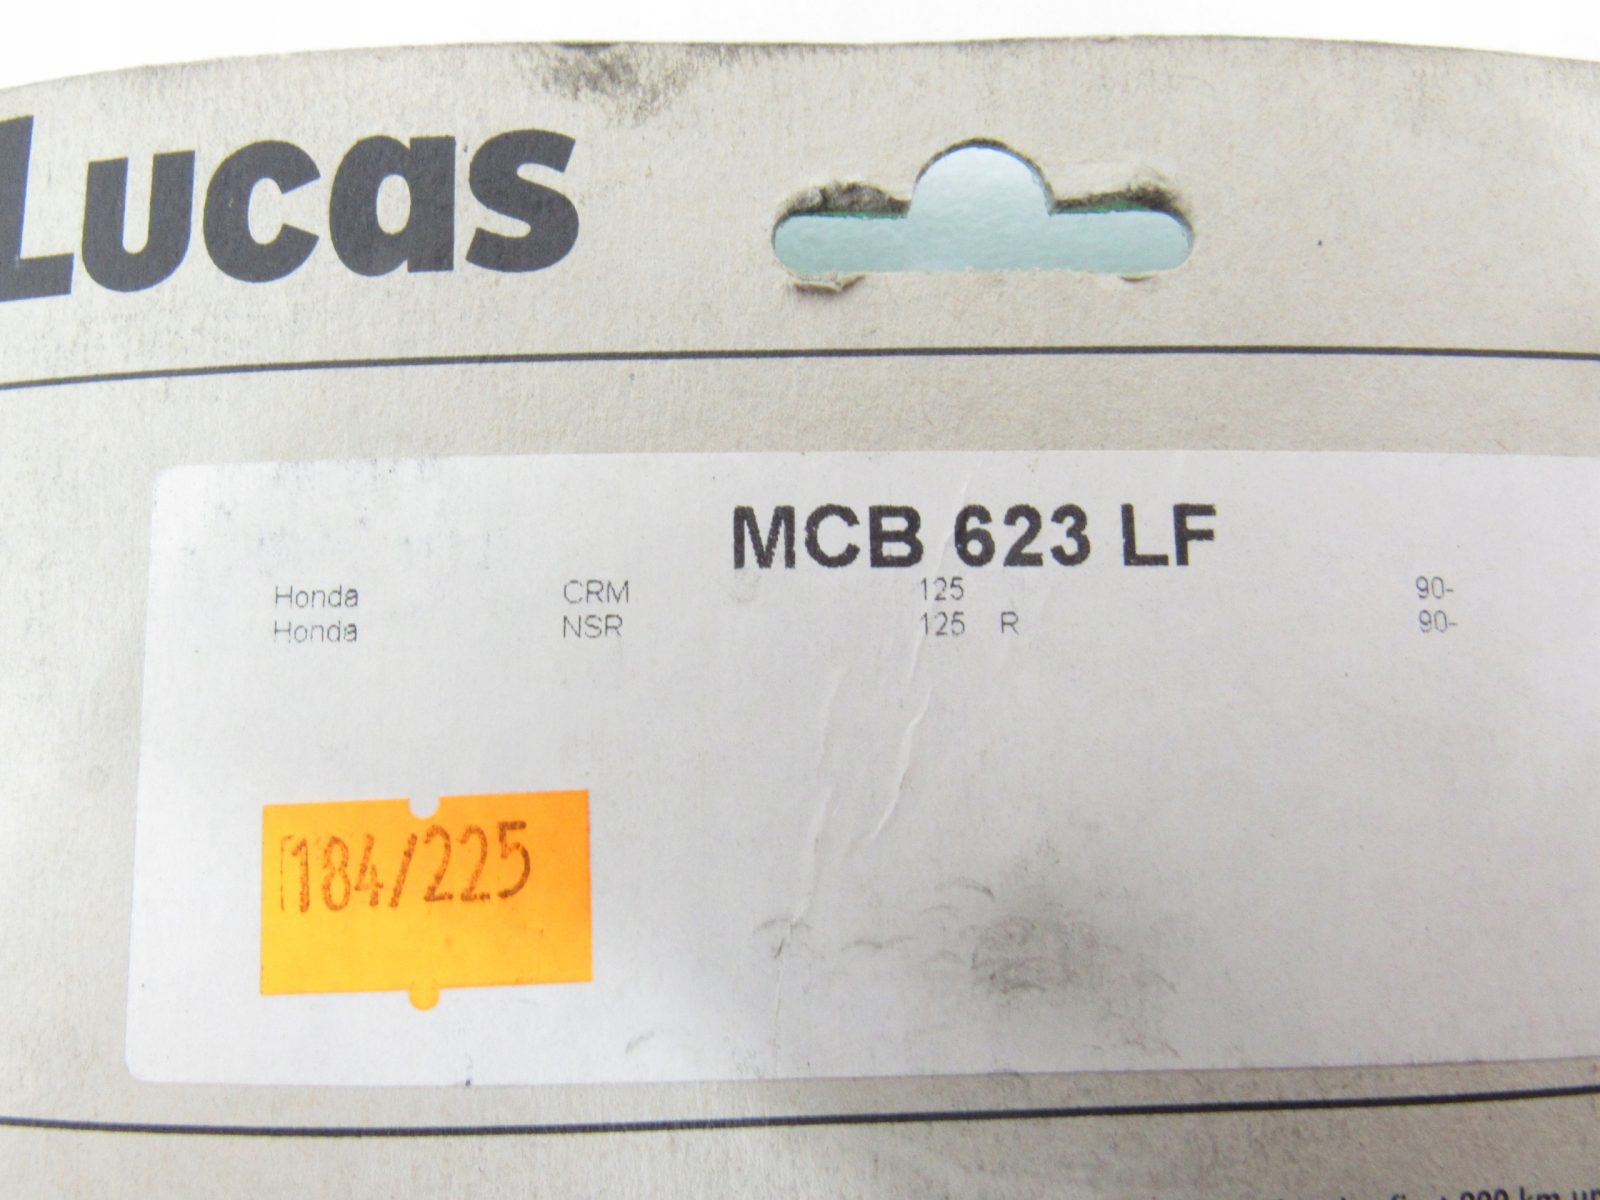 Lucas
MCB 623 LF
Honda CRM 125 90-
Honda NSR 125 R 90-
184/225